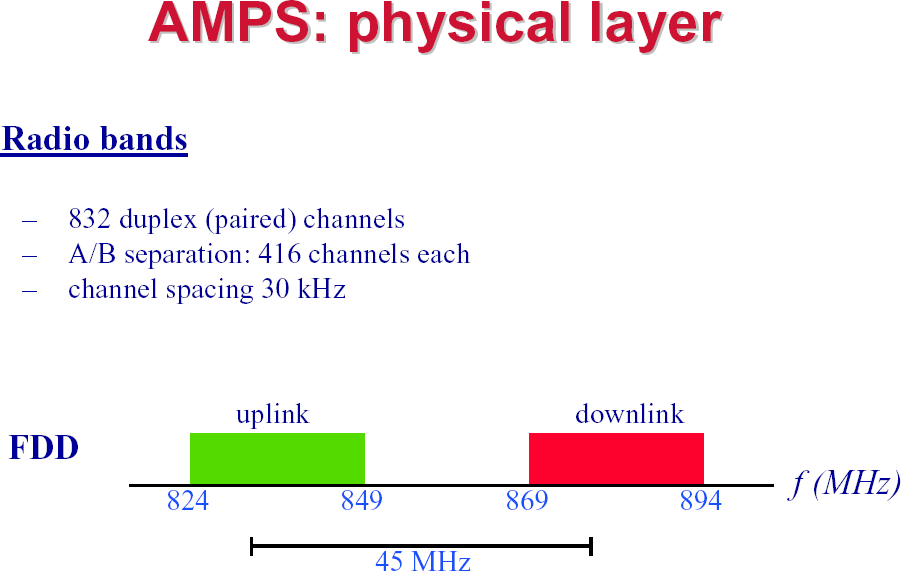 AMPS: physical layer
Radio bands
– 832 duplex (paired) channels
– A/B separation: 416 channels each
– channel spacing 30 kHz
uplink downlink
FDD
f (MHz)
824 849 869 894
45 MHz